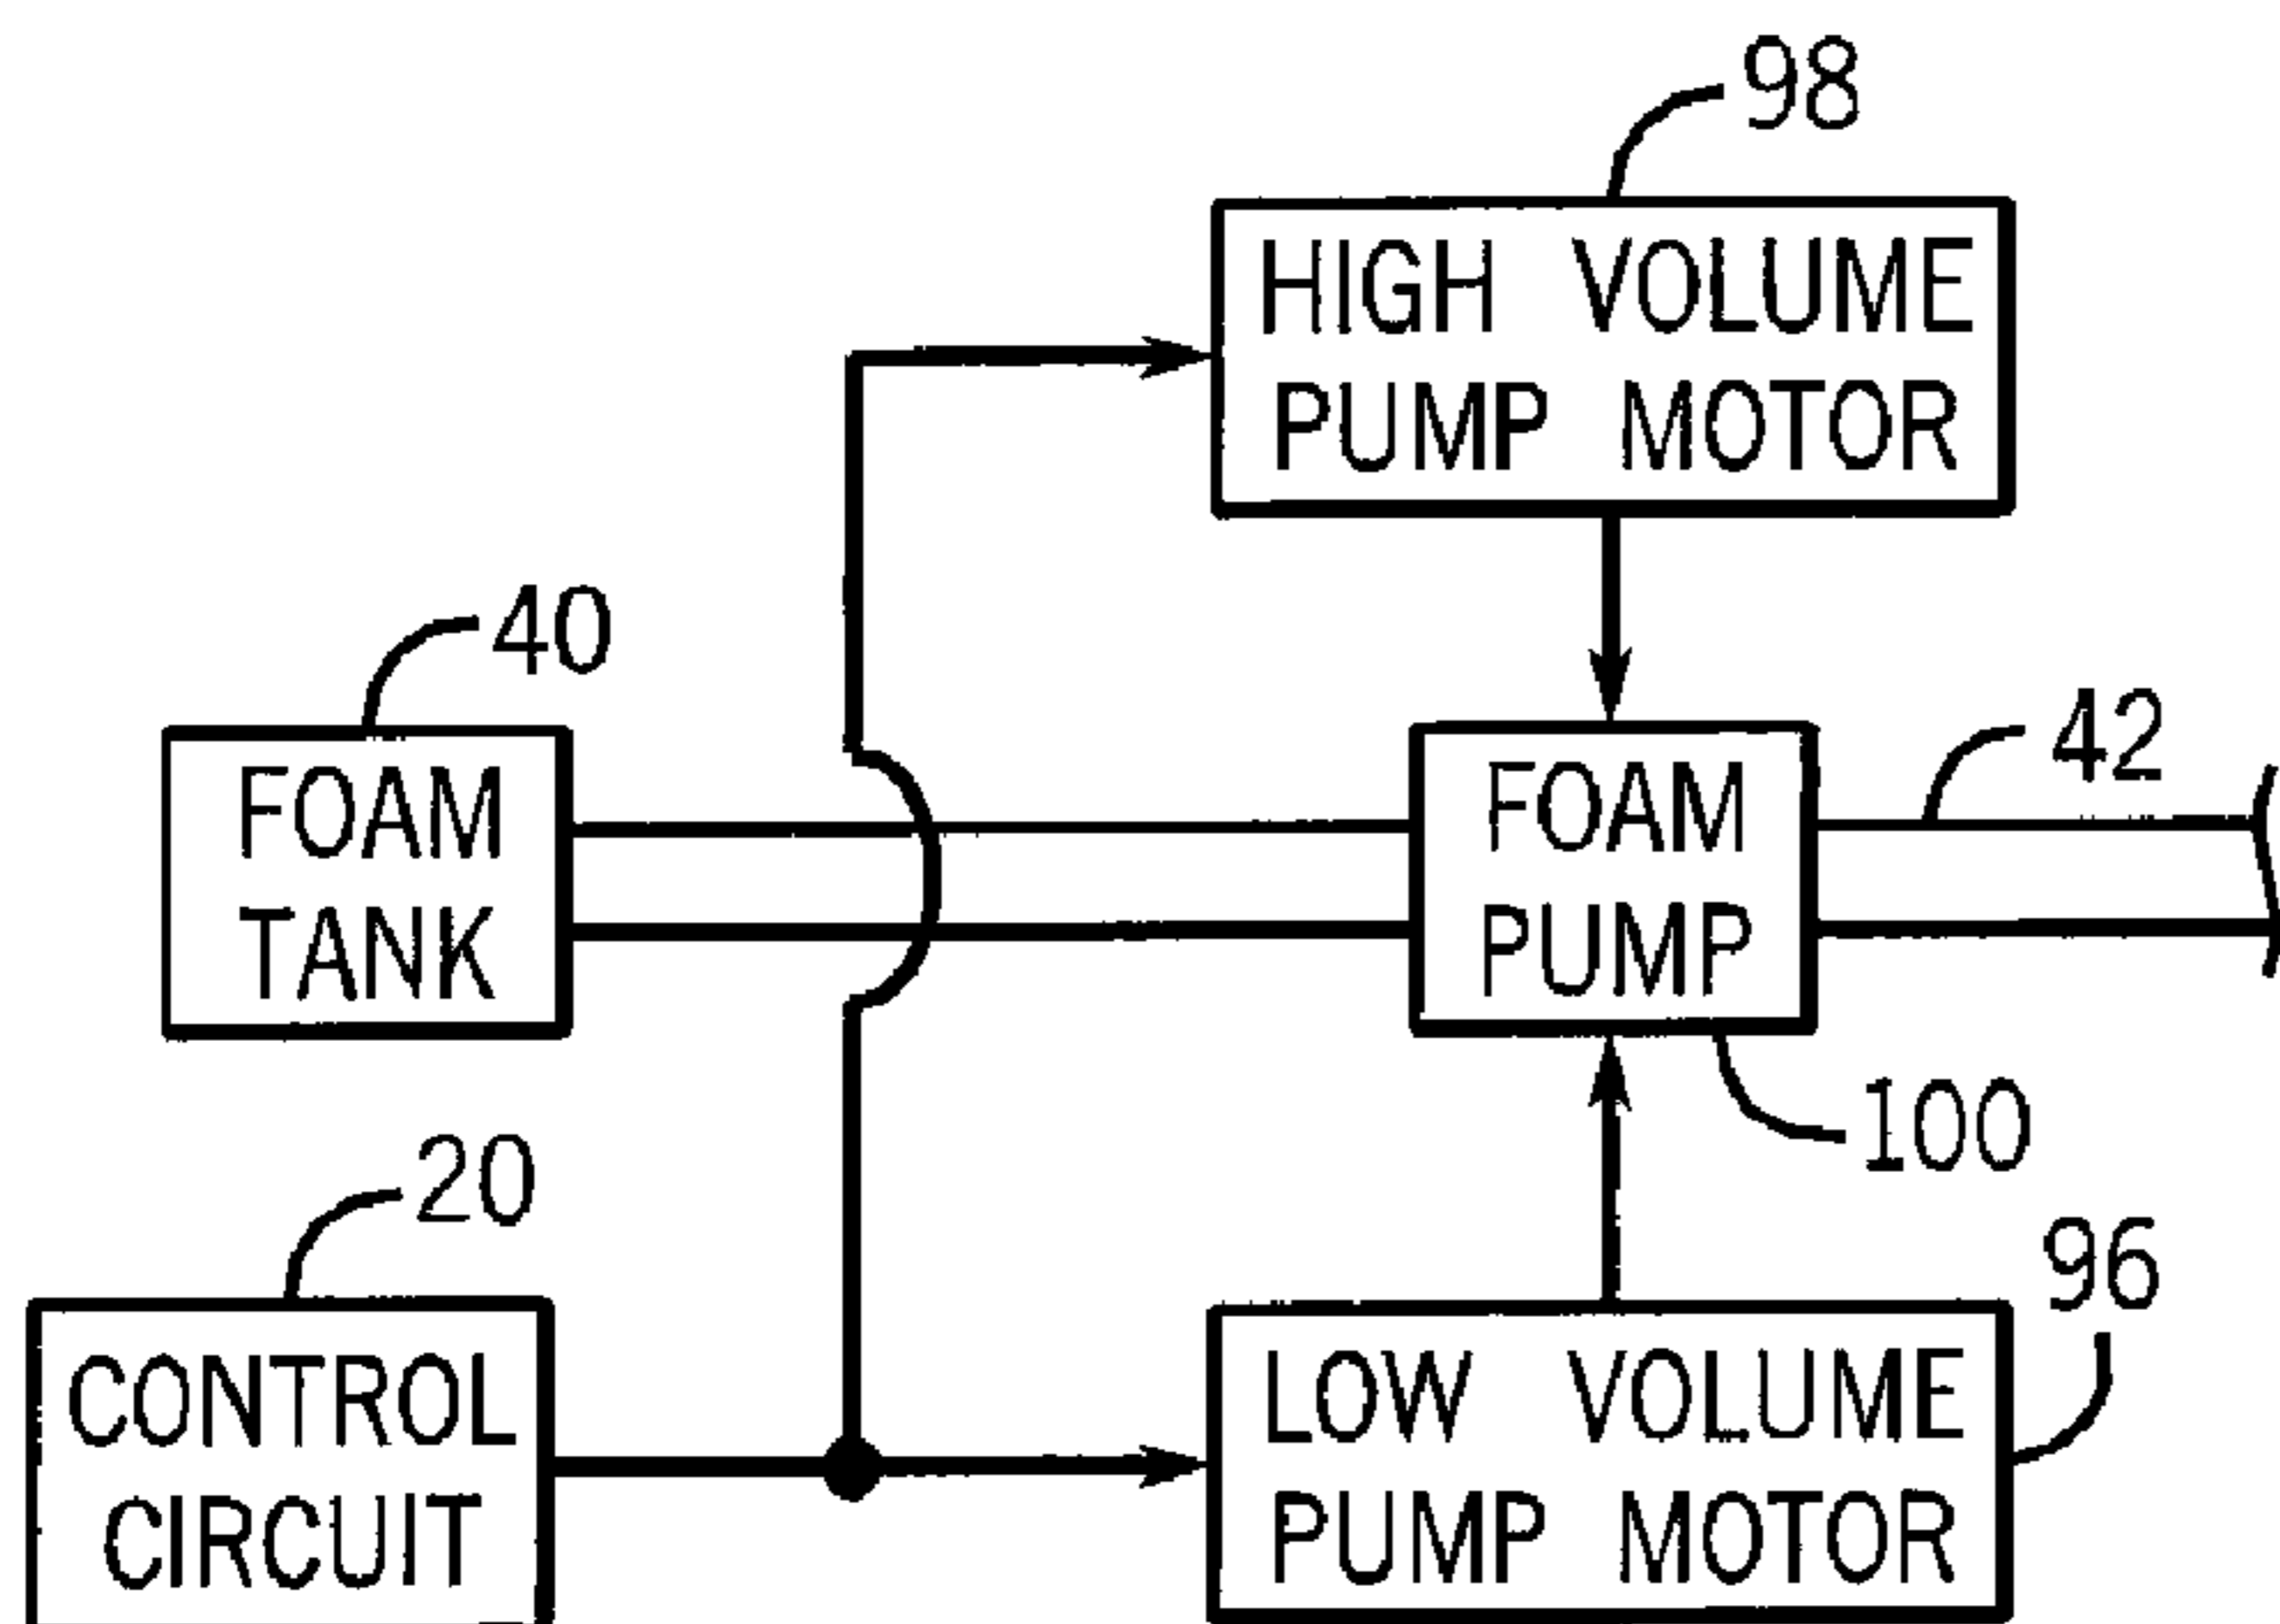 98
HIGH VOLUME
PUMP MOTOR
40
FOAM
TANK
42
FOAM
PUMP
100
20
CONTROL
CIRCUIT
96
LOW VOLUME
PUMP MOTOR